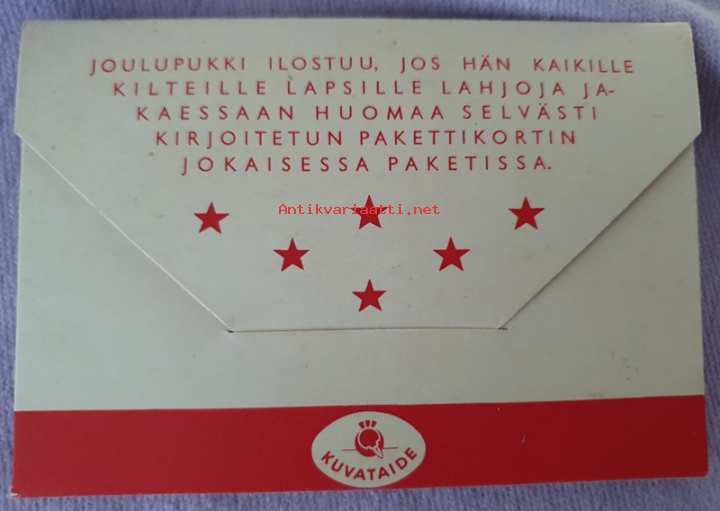 JOULUPUKKI ILOSTUU, JOS HÄN KAIKILLE
KILTEILLE LAPSILLE LAHJOJA JA-
KAESSAAN HUOMAA SELVÄSTI
KIRJOITETUN PAKETTIKORTIN
JOKAISESSA PAKETISSA.
Antikvariaatti.net
KUVATAIDE